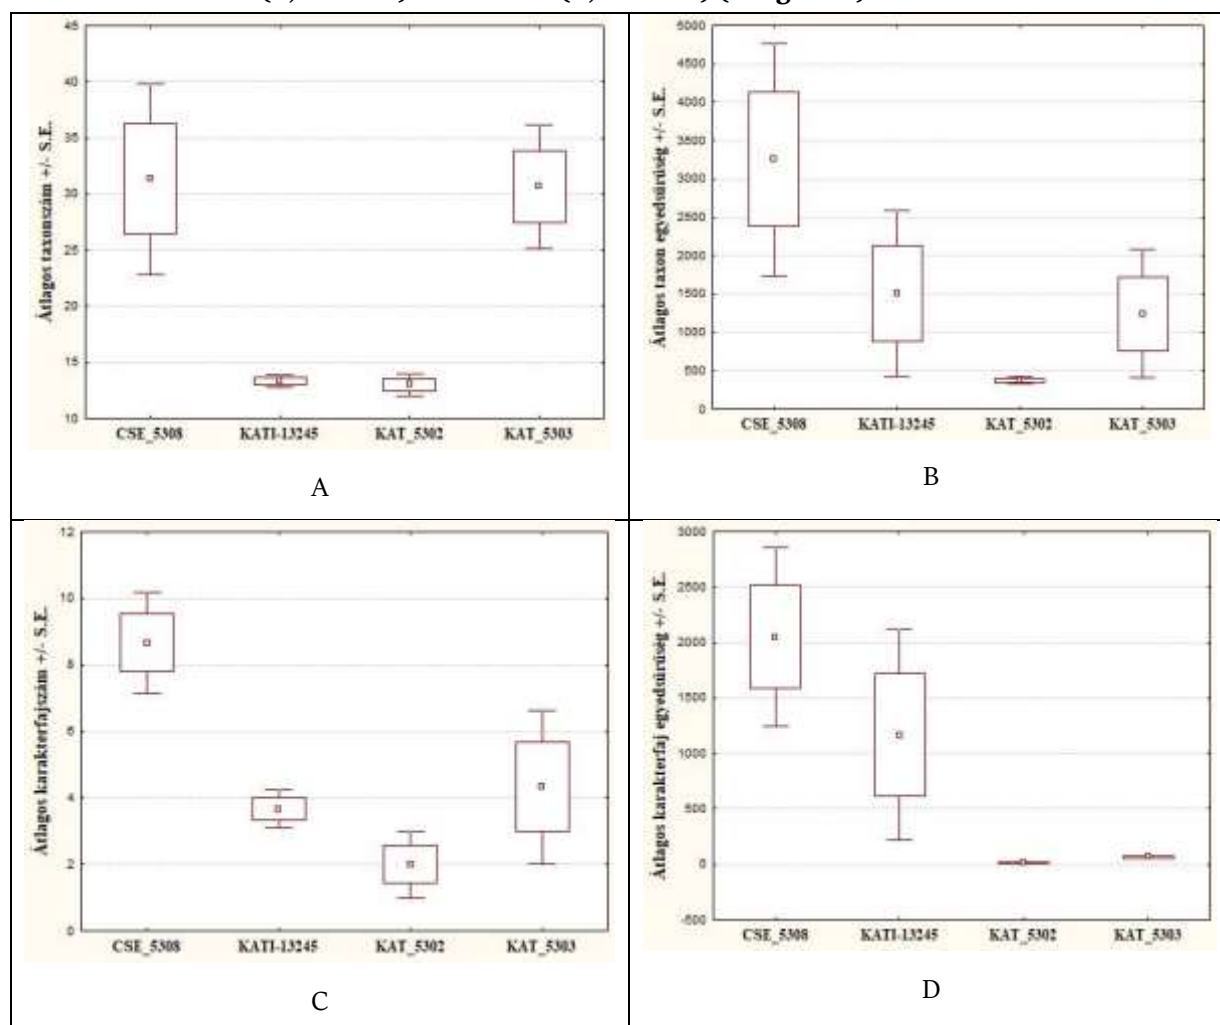 Átlagos taxonszám +/- S.E.
45
40
35
30
25
20
15
10
CSE_5308 KATI-13245 KAT_5302 KAT_5303
A
Átlagos taxon egyedsűrűség +/- S.E.
5000
4500
4000
3500
3000
2500
2000
1500
1000
500
0
CSE_5308 KATI-13245 KAT_5302 KAT_5303
B
Átlagos karakterfajszám +/- S.E.
12
10
8
6
4
2
0
CSE_5308 KATI-13245 KAT_5302 KAT_5303
C
Átlagos karakterfaj egyedsűrűség +/- S.E.
3000
2500
2000
1500
1000
500
0
-500
CSE_5308 KATI-13245 KAT_5302 KAT_5303
D